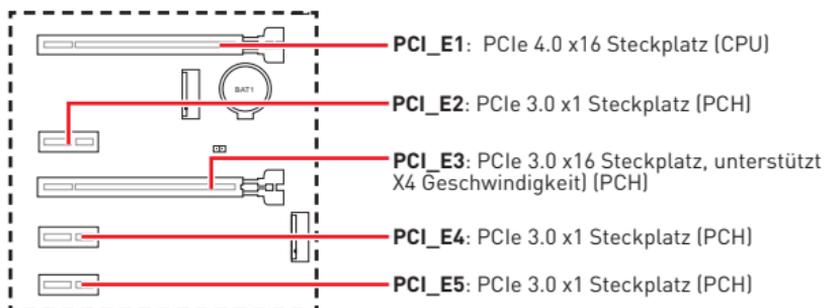 PCI_E1: PCIe 4.0 x16 Steckplatz (CPU)
BAT1
PCI_E2: PCIe 3.0 x1 Steckplatz (PCH)
PCI_E3: PCIe 3.0 x16 Steckplatz, unterstützt
X4 Geschwindigkeit) (PCH)
PCI_E4: PCIe 3.0 x1 Steckplatz (PCH)
PCI_E5: PCIe 3.0 x1 Steckplatz (PCH)